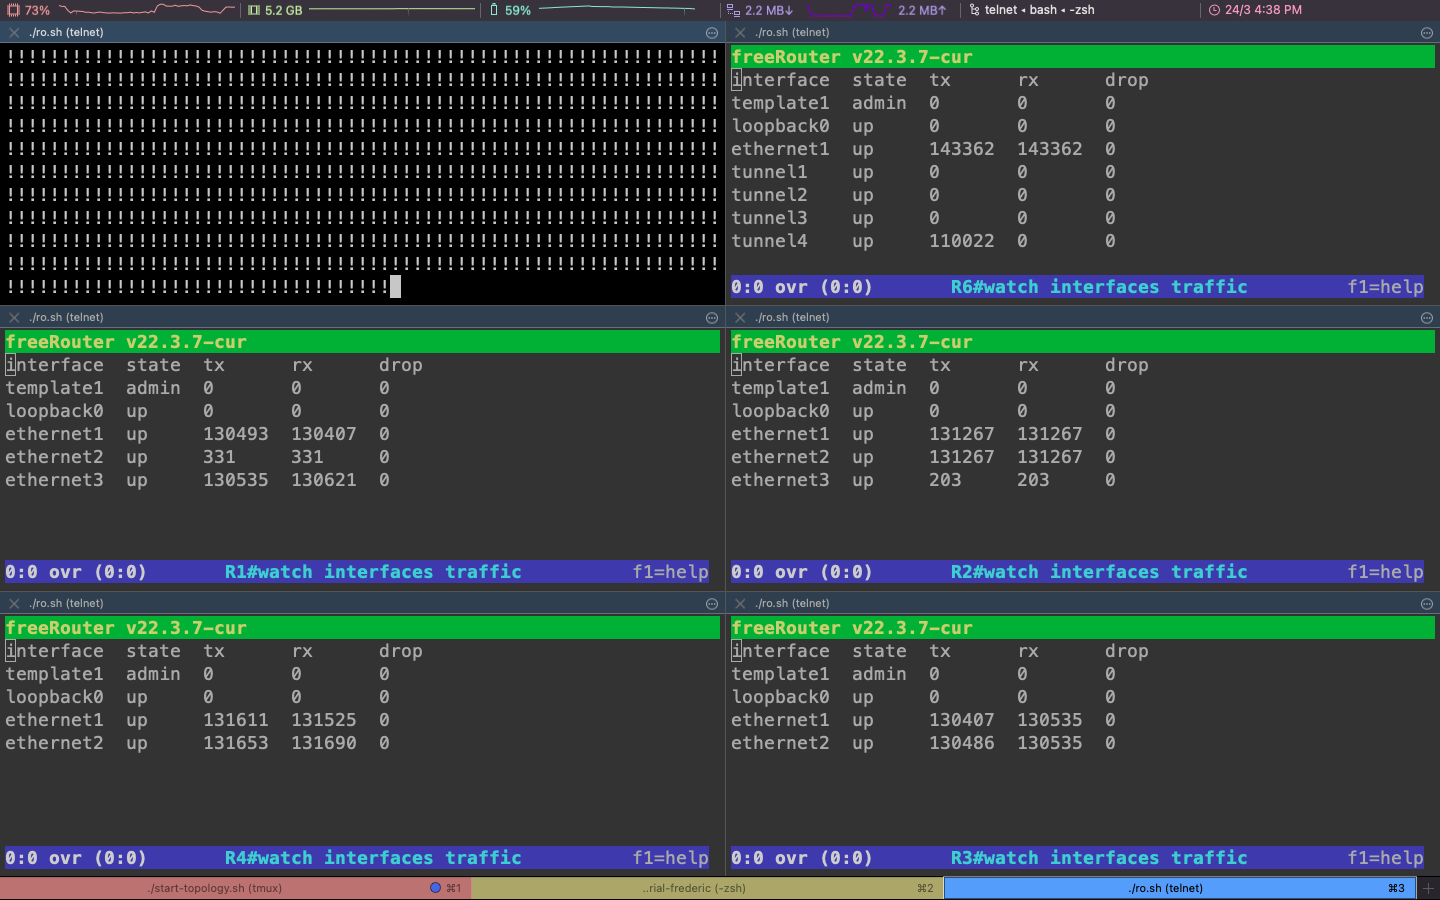 73% 5.2 GB 59% 2.2 MB↓ 2.2 MB↑ telnet ◂ bash ◂ -zsh 24/3 4:38 PM
./ro.sh (telnet)
!!!!!!!!!!!!!!!!!!!!!!!!!!!!!!!!!!!!!!!!!!!!!!!!!!!!!!!!!!!!!!!!!
!!!!!!!!!!!!!!!!!!!!!!!!!!!!!!!!!!!!!!!!!!!!!!!!!!!!!!!!!!!!!!!!!
!!!!!!!!!!!!!!!!!!!!!!!!!!!!!!!!!!!!!!!!!!!!!!!!!!!!!!!!!!!!!!!!!
!!!!!!!!!!!!!!!!!!!!!!!!!!!!!!!!!!!!!!!!!!!!!!!!!!!!!!!!!!!!!!!!!
!!!!!!!!!!!!!!!!!!!!!!!!!!!!!!!!!!!!!!!!!!!!!!!!!!!!!!!!!!!!!!!!!
!!!!!!!!!!!!!!!!!!!!!!!!!!!!!!!!!!!!!!!!!!!!!!!!!!!!!!!!!!!!!!!!!
!!!!!!!!!!!!!!!!!!!!!!!!!!!!!!!!!!!!!!!!!!!!!!!!!!!!!!!!!!!!!!!!!
!!!!!!!!!!!!!!!!!!!!!!!!!!!!!!!!!!!!!!!!!!!!!!!!!!!!!!!!!!!!!!!!!
!!!!!!!!!!!!!!!!!!!!!!!!!!!!!!!!!!!!!!!!!!!!!!!!!!!!!!!!!!!!!!!!!
!!!!!!!!!!!!!!!!!!!!!!!!!!!!!!!!!!!!!!!!!!!!!!!!!!!!!!!!!!!!!!!!!
!!!!!!!!!!!!!!!!!!!!!!!!!!!!!!!!!!!
./ro.sh (telnet)
freeRouter v22.3.7-cur
interface state tx rx drop
template1 admin 0 0 0
loopback0 up 0 0 0
ethernet1 up 143362 143362 0
tunnel1 up 0 0 0
tunnel2 up 0 0 0
tunnel3 up 0 0 0
tunnel4 up 110022 0 0
0:0 ovr (0:0) R6#watch interfaces traffic f1=help
./ro.sh (telnet)
freeRouter v22.3.7-cur
interface state tx rx drop
template1 admin 0 0 0
loopback0 up 0 0 0
ethernet1 up 130493 130407 0
ethernet2 up 331 331 0
ethernet3 up 130535 130621 0
0:0 ovr (0:0) R1#watch interfaces traffic f1=help
./ro.sh (telnet)
freeRouter v22.3.7-cur
interface state tx rx drop
template1 admin 0 0 0
loopback0 up 0 0 0
ethernet1 up 131267 131267 0
ethernet2 up 131267 131267 0
ethernet3 up 203 203 0
0:0 ovr (0:0) R2#watch interfaces traffic f1=help
./ro.sh (telnet)
freeRouter v22.3.7-cur
interface state tx rx drop
template1 admin 0 0 0
loopback0 up 0 0 0
ethernet1 up 131611 131525 0
ethernet2 up 131653 131690 0
0:0 ovr (0:0) R4#watch interfaces traffic f1=help
./ro.sh (telnet)
freeRouter v22.3.7-cur
interface state tx rx drop
template1 admin 0 0 0
loopback0 up 0 0 0
ethernet1 up 130407 130535 0
ethernet2 up 130486 130535 0
0:0 ovr (0:0) R3#watch interfaces traffic f1=help
./start-topology.sh (tmux) ⌘1 ..rial-frederic (-zsh) ⌘2 ./ro.sh (telnet) ⌘3